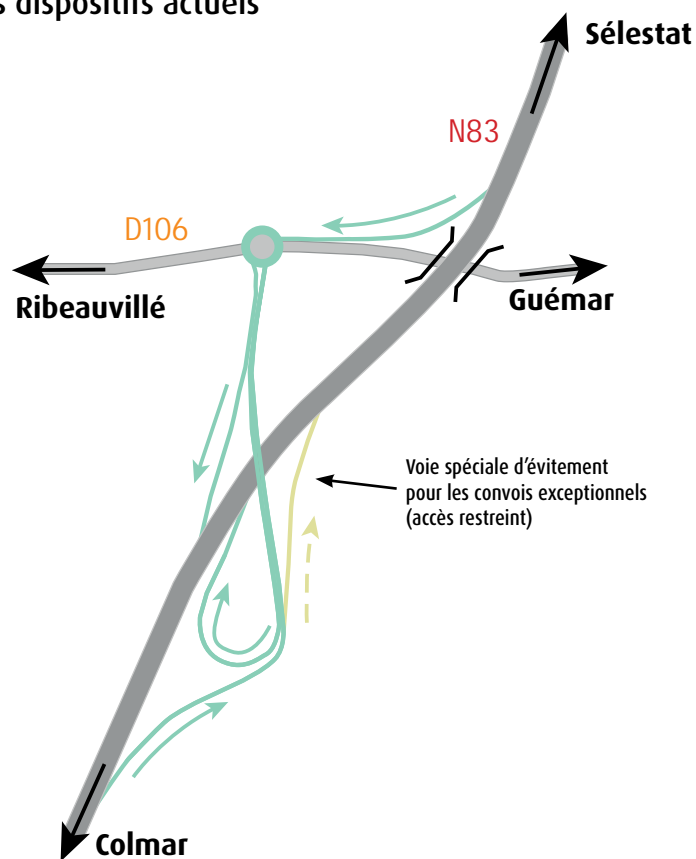 s dispositifs actuels
Sélestat
N83
D106
Ribeauvillé
Guémar
Voie spéciale d'évitement
pour les convois exceptionnels
(accès restreint)
Colmar